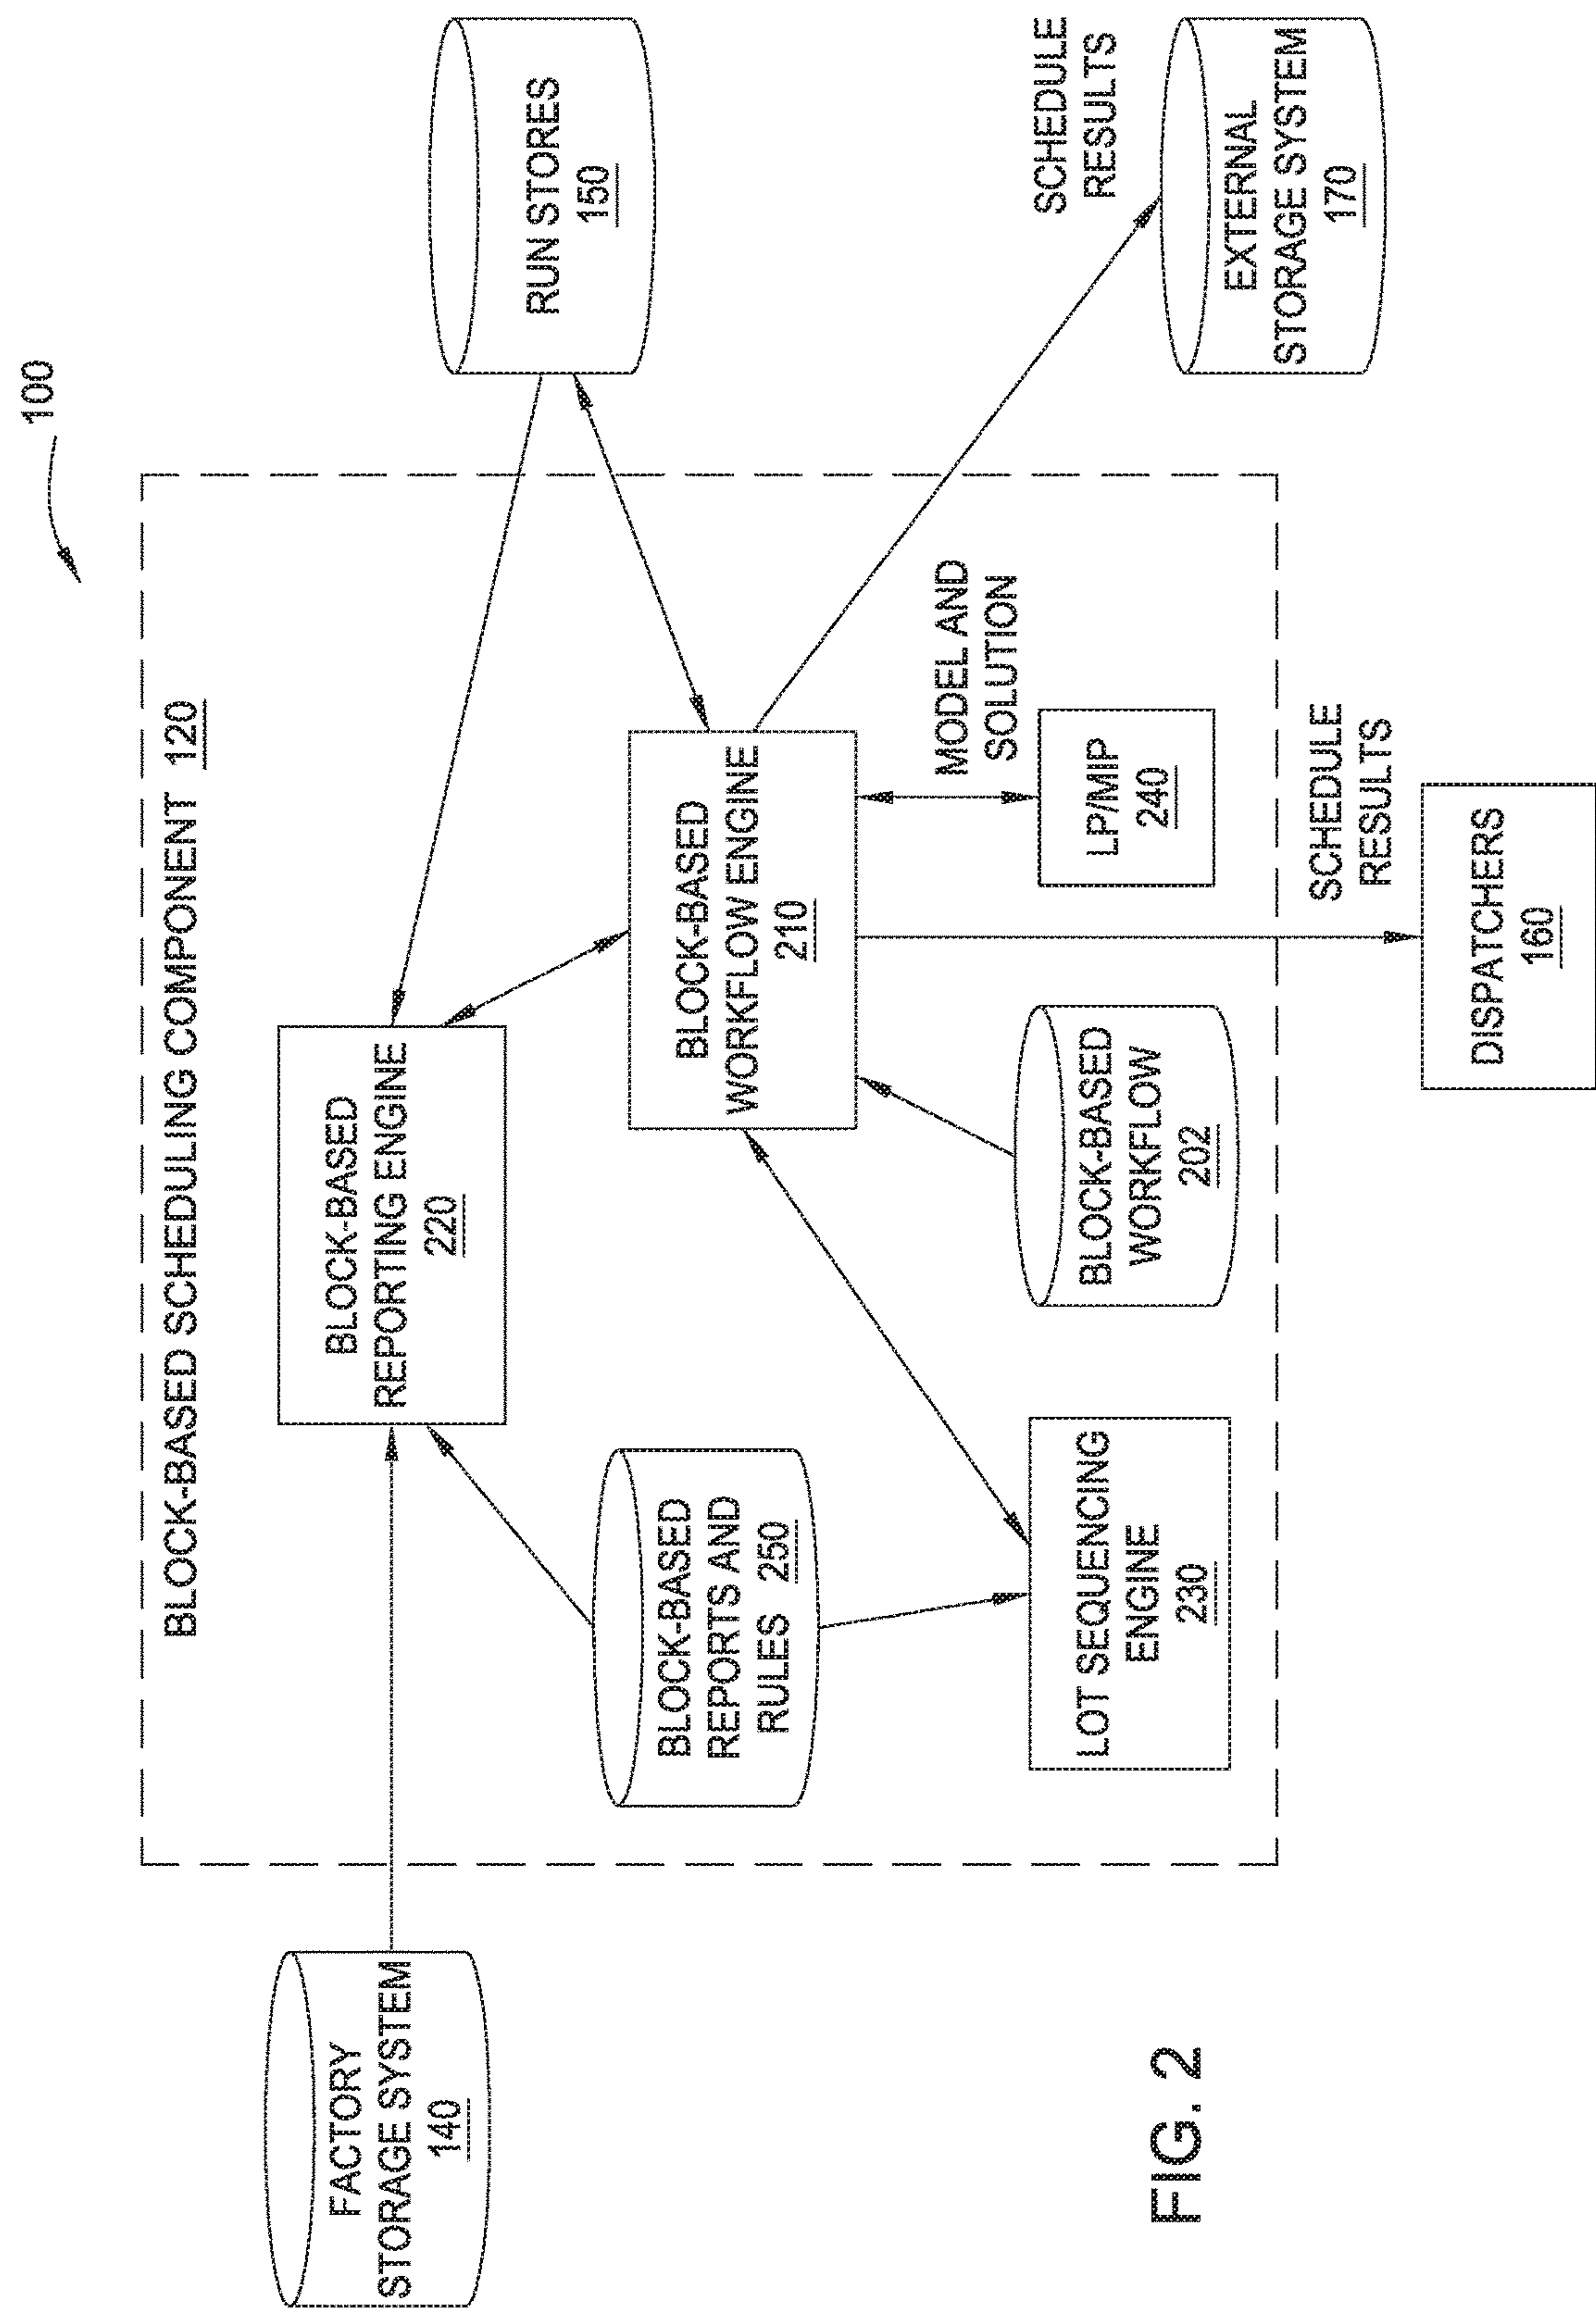 100
BLOCK-BASED SCHEDULING COMPONENT 120
FACTORY
STORAGE SYSTEM
140
BLOCK-BASED
REPORTING ENGINE
220
RUN STORES
150
BLOCK-BASED
REPORTS AND
RULES 250
BLOCK-BASED
WORKFLOW ENGINE
210
MODEL AND
SOLUTION
SCHEDULE
RESULTS
LOT SEQUENCING
ENGINE
230
BLOCK-BASED
WORKFLOW
202
LP/MIP
240
EXTERNAL
STORAGE SYSTEM
170
SCHEDULE
RESULTS
DISPATCHERS
160
FIG. 2